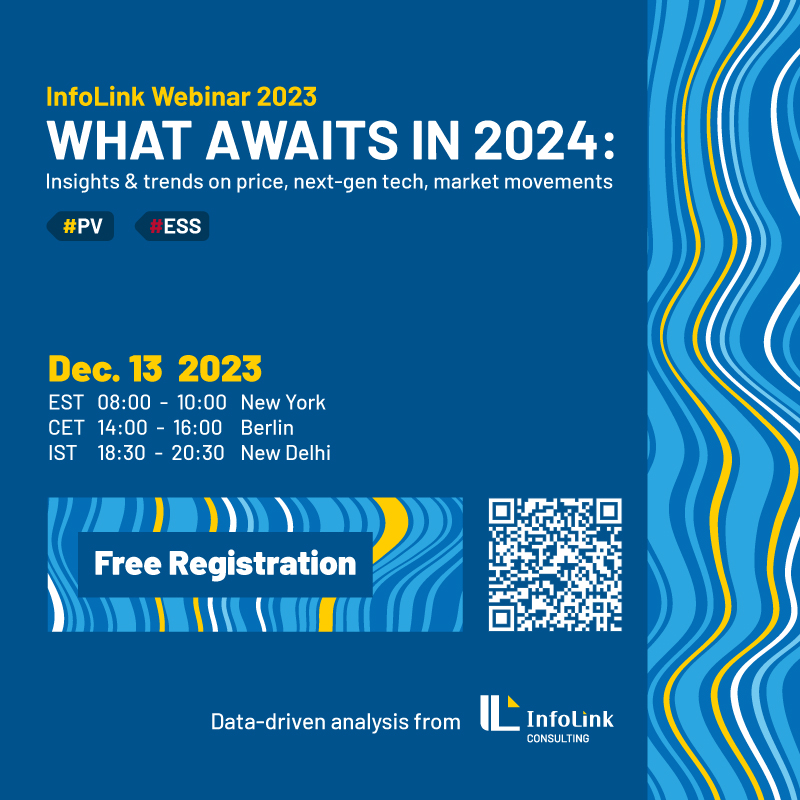 InfoLink Webinar 2023
WHAT AWAITS IN 2024:
Insights & trends on price, next-gen tech, market movements
#PV #ESS
Dec. 13 2023
EST 08:00 - 10:00 New York
CET 14:00 - 16:00 Berlin
IST 18:30 - 20:30 New Delhi
Free Registration
Data-driven analysis from
InfoLink
CONSULTING